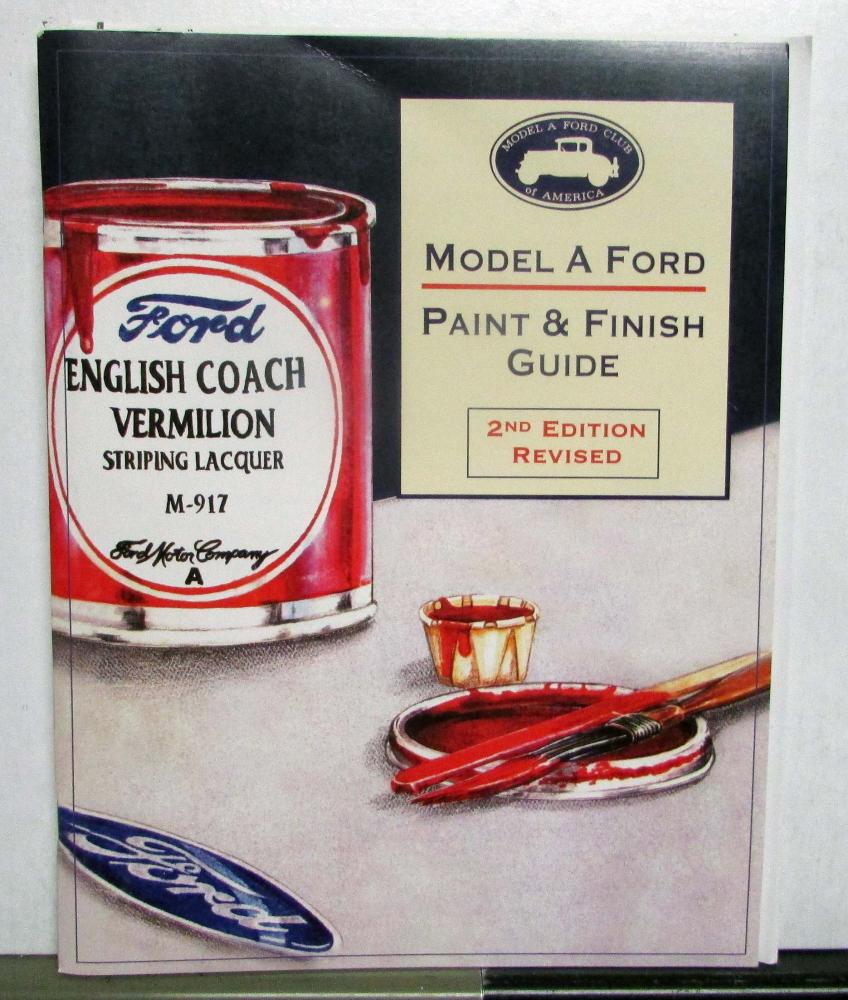 MODEL A FORD CLUB
of AMERICA
MODEL A FORD
PAINT & FINISH
GUIDE
2ND EDITION
REVISED
Ford
ENGLISH COACH
VERMILION
STRIPING LACQUER
M-917
Ford Motor Company
A
Ford